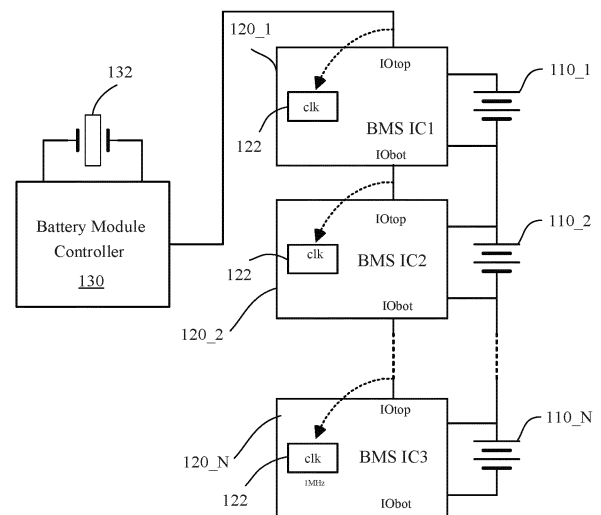 120_1
IOtop
132
clk
110_1
122
BMS IC1
IObot
IOtop
Battery Module
Controller
130
clk
BMS IC2
110_2
122
IObot
120_2
IOtop
110_N
120_N
clk
BMS IC3
1MHz
122
IObot